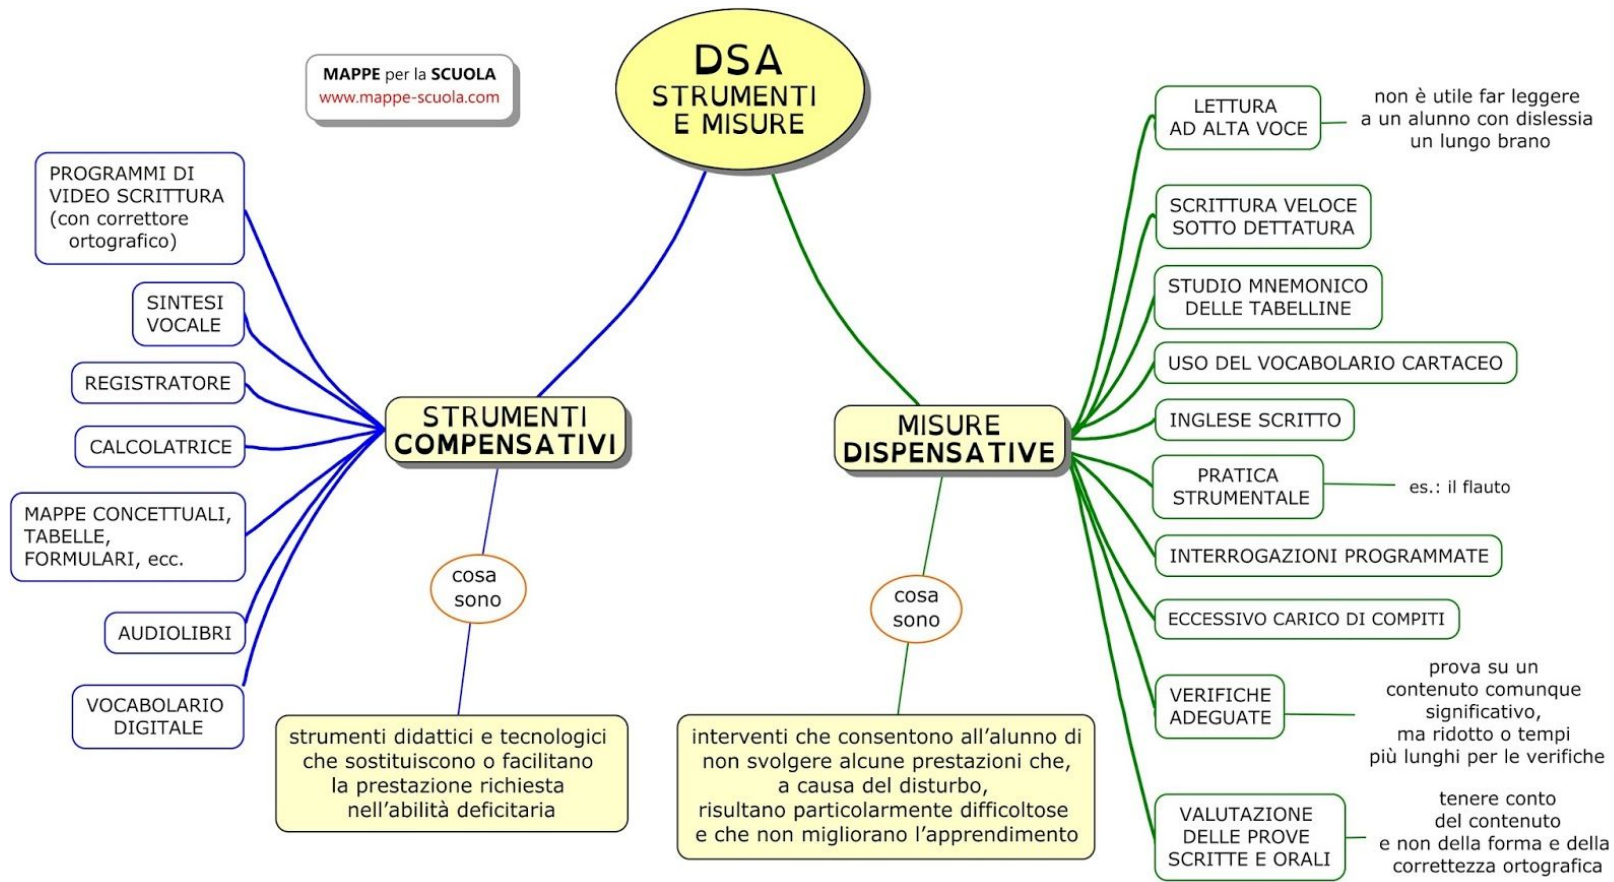 DSA
STRUMENTI
E MISURE
MAPPE per la SCUOLA
www.mappe-scuola.com
STRUMENTI
COMPENSATIVI
PROGRAMMI DI
VIDEO SCRITTURA
(con correttore
ortografico)
SINTESI
VOCALE
REGISTRATORE
CALCOLATRICE
MAPPE CONCETTUALI,
TABELLE,
FORMULARI, ecc.
AUDIOLIBRI
VOCABOLARIO
DIGITALE
cosa
sono
strumenti didattici e tecnologici
che sostituiscono o facilitano
la prestazione richiesta
nell'abilità deficitaria
MISURE
DISPENSATIVE
cosa
sono
interventi che consentono all'alunno di
non svolgere alcune prestazioni che,
a causa del disturbo,
risultano particolarmente difficoltose
e che non migliorano l'apprendimento
LETTURA
AD ALTA VOCE
non è utile far leggere
a un alunno con dislessia
un lungo brano
SCRITTURA VELOCE
SOTTO DETTATURA
STUDIO MNEMONICO
DELLE TABELLINE
USO DEL VOCABOLARIO CARTACEO
INGLESE SCRITTO
PRATICA
STRUMENTALE
es.: il flauto
INTERROGAZIONI PROGRAMMATE
ECCESSIVO CARICO DI COMPITI
VERIFICHE
ADEGUATE
prova su un
contenuto comunque
significativo,
ma ridotto o tempi
più lunghi per le verifiche
VALUTAZIONE
DELLE PROVE
SCRITTE E ORALI
tenere conto
del contenuto
e non della forma e della
correttezza ortografica